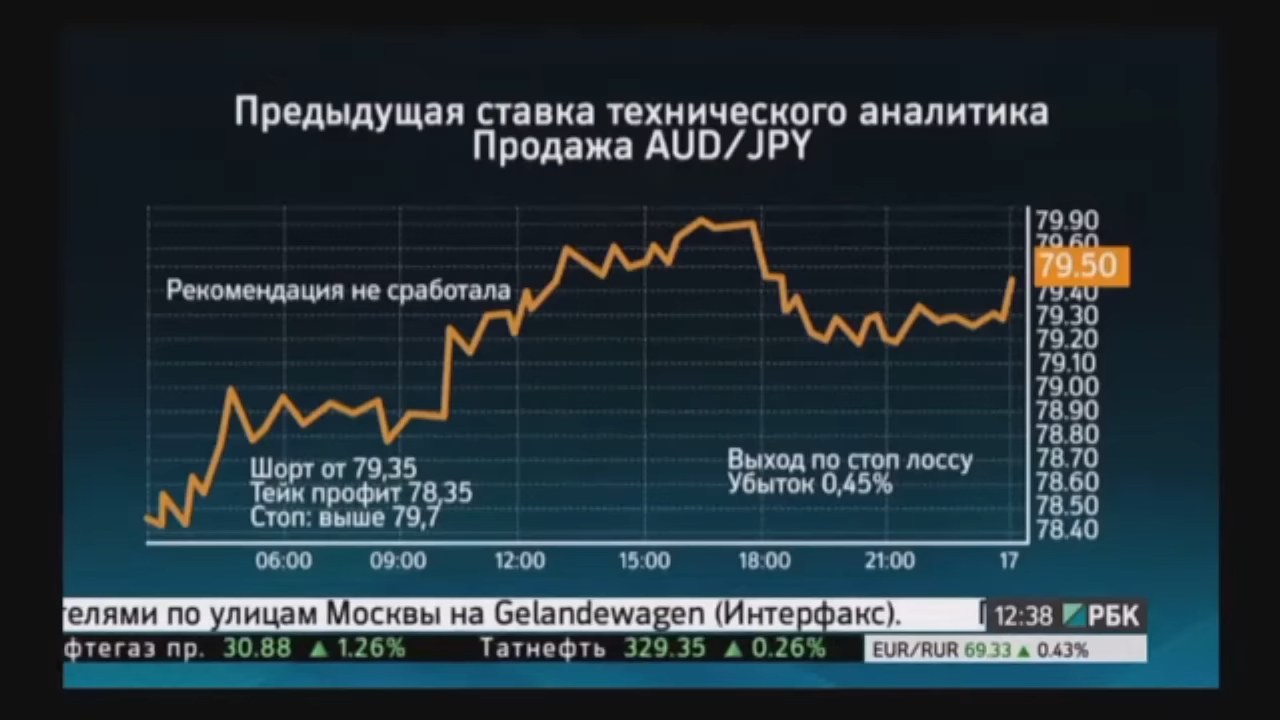 Предыдущая ставка технического аналитика
Продажа AUD/JPY
79.90
79.60
79.50
79.40
79.30
79.20
79.10
79.00
78.90
78.80
78.70
78.60
78.50
78.40
Рекомендация не сработала
Шорт от 79,35
Тейк профит 78,35
Стоп: выше 79,7
Выход по стоп лоссу
Убыток 0,45%
06:00 09:00 12:00 15:00 18:00 21:00 17
телями по улицам Москвы на Gelandewagen (Интерфакс).
12:38 РБК
фтегаз пр. 30.88 ▲ 1.26% Татнефть 329.35 ▲ 0.26%
EUR/RUR 69.33 ▲ 0.43%